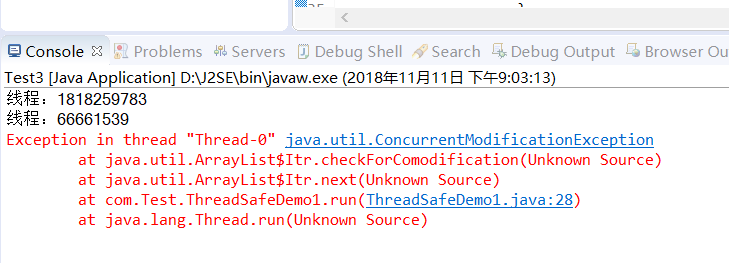 Console Problems Servers Debug Shell Search Debug Output Browser Ou
Test3 [Java Application] D:\J2SE\bin\javaw.exe (2018年11月11日 下午9:03:13)
线程：1818259783
线程：66661539
Exception in thread "Thread-0" java.util.ConcurrentModificationException
at java.util.ArrayList$Itr.checkForComodification(Unknown Source)
at java.util.ArrayList$Itr.next(Unknown Source)
at com.Test.ThreadSafeDemo1.run(ThreadSafeDemo1.java:28)
at java.lang.Thread.run(Unknown Source)